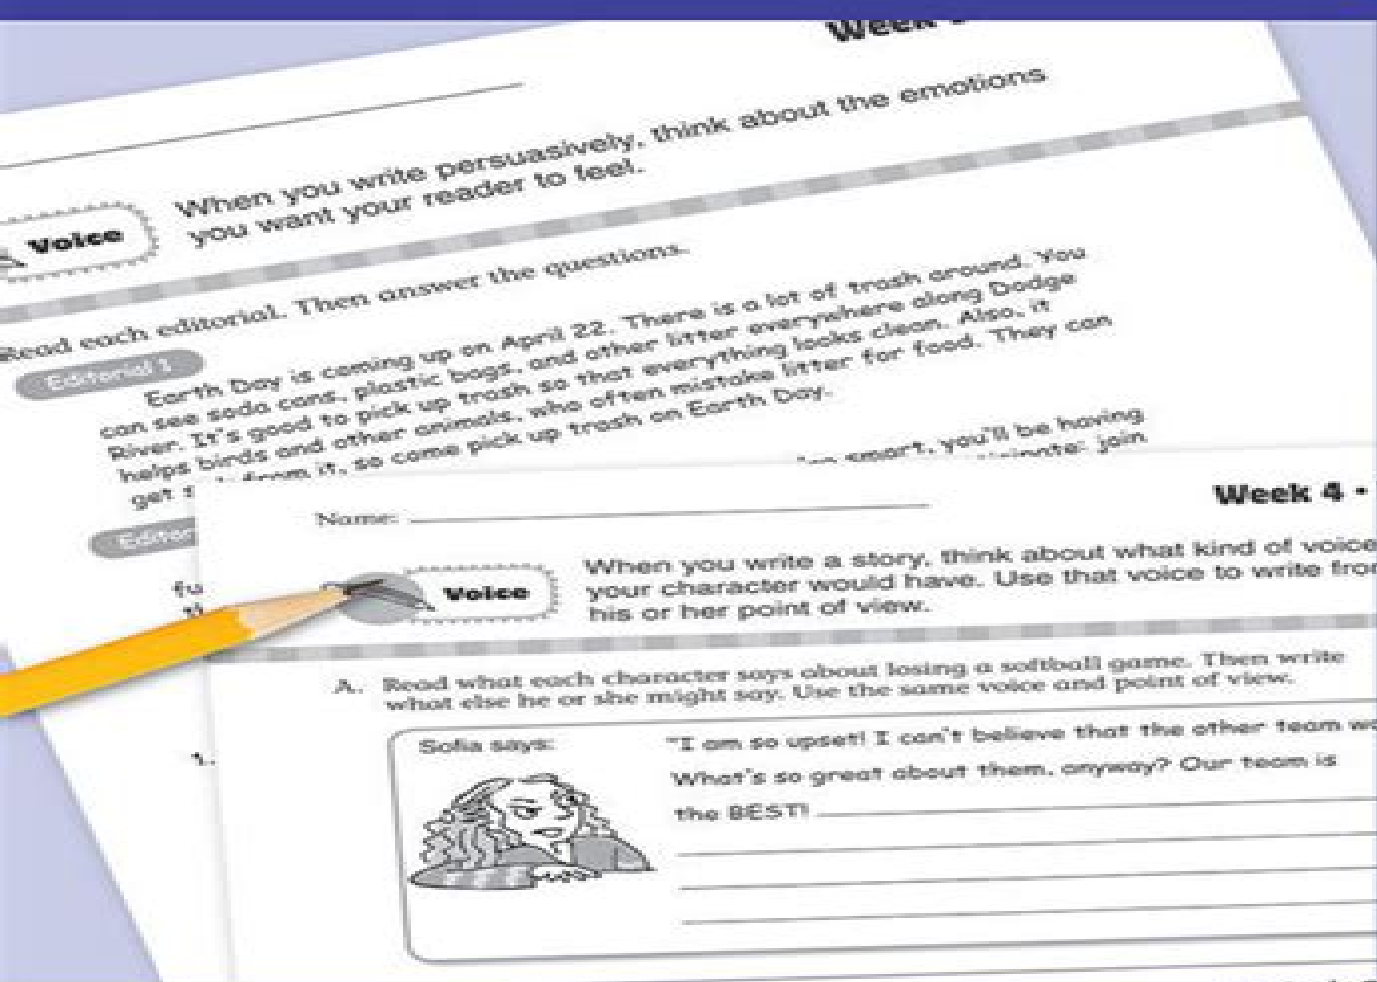 Week
When you write persuasively, think about the emotions
you want your reader to feel.
Voice
Read each editorial. Then answer the questions.
Editorial 1
Earth Day is coming up on April 22. There is a lot of trash around. You
can see soda cans, plastic bags, and other litter everywhere along Dodge
River. It's good to pick up trash so that everything looks clean. Also, it
helps birds and other animals, who often mistake litter for food. They can
get from it, so come pick up trash on Earth Day.
smart, you'll be having
join
Editor
fu
Name:
Week 4 •
Voice
When you write a story, think about what kind of voice
your character would have. Use that voice to write from
his or her point of view.
A. Read what each character says about losing a softball game. Then write
what else he or she might say. Use the same voice and point of view.
1.
Sofia says:
"I am so upset! I can't believe that the other team wo
What's so great about them, anyway? Our team is
the BEST!